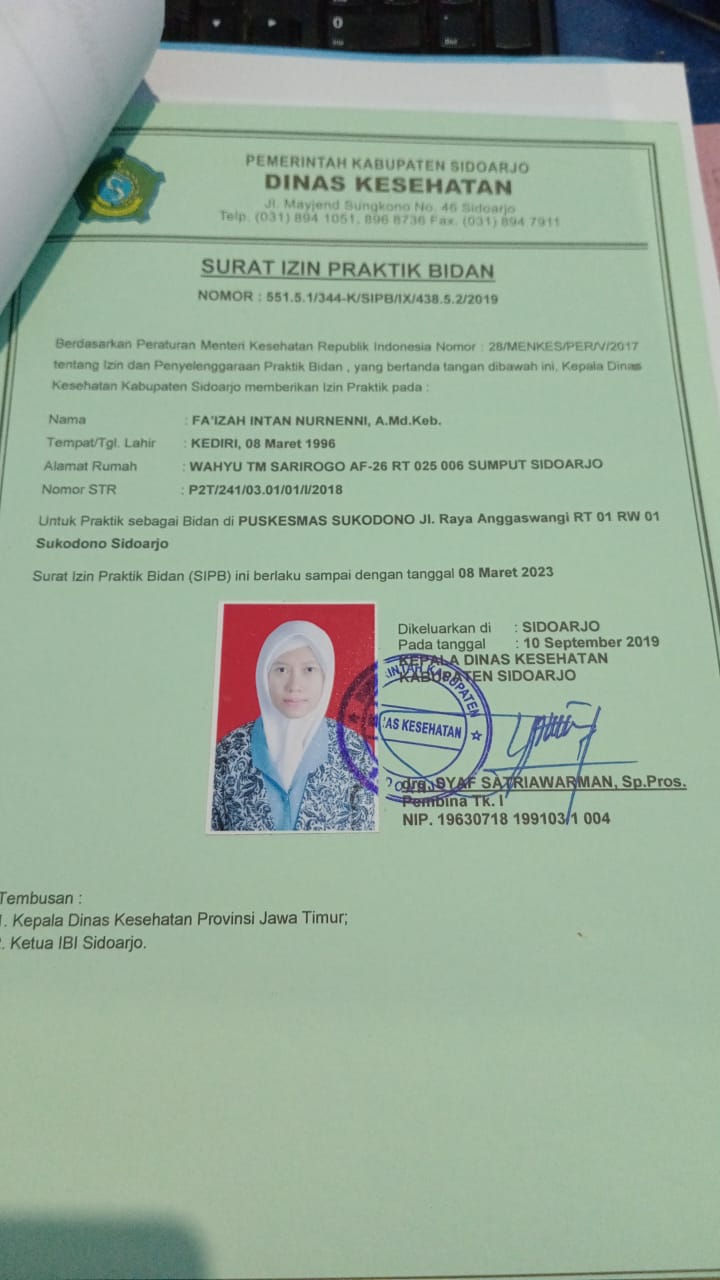 PEMERINTAH KABUPATEN SIDOARJO
DINAS KESEHATAN
Jl. Mayjend Sungkono No. 46 Sidoarjo
Telp. (031) 894 1051, 896 8736 Fax. (031) 894 7911
SURAT IZIN PRAKTIK BIDAN
NOMOR : 551.5.1/344-K/SIPB/IX/438.5.2/2019
Berdasarkan Peraturan Menteri Kesehatan Republik Indonesia Nomor : 28/MENKES/PER/V/2017
tentang Izin dan Penyelenggaraan Praktik Bidan , yang bertanda tangan dibawah ini, Kepala Dinas
Kesehatan Kabupaten Sidoarjo memberikan Izin Praktik pada :
Nama : FA'IZAH INTAN NURNENNI, A.Md.Keb.
Tempat/Tgl. Lahir : KEDIRI, 08 Maret 1996
Alamat Rumah : WAHYU TM SARIROGO AF-26 RT 025 006 SUMPUT SIDOARJO
Nomor STR : P2T/241/03.01/01/I/2018
Untuk Praktik sebagai Bidan di PUSKESMAS SUKODONO Jl. Raya Anggaswangi RT 01 RW 01
Sukodono Sidoarjo
Surat Izin Praktik Bidan (SIPB) ini berlaku sampai dengan tanggal 08 Maret 2023
Dikeluarkan di : SIDOARJO
Pada tanggal : 10 September 2019
KEPALA DINAS KESEHATAN
KABUPATEN SIDOARJO
KABUPATEN
AS KESEHATAN
drg. SYAF SATRIAWARMAN, Sp.Pros.
Pembina Tk. I
NIP. 19630718 199103 1 004
Tembusan :
1. Kepala Dinas Kesehatan Provinsi Jawa Timur;
2. Ketua IBI Sidoarjo.
0